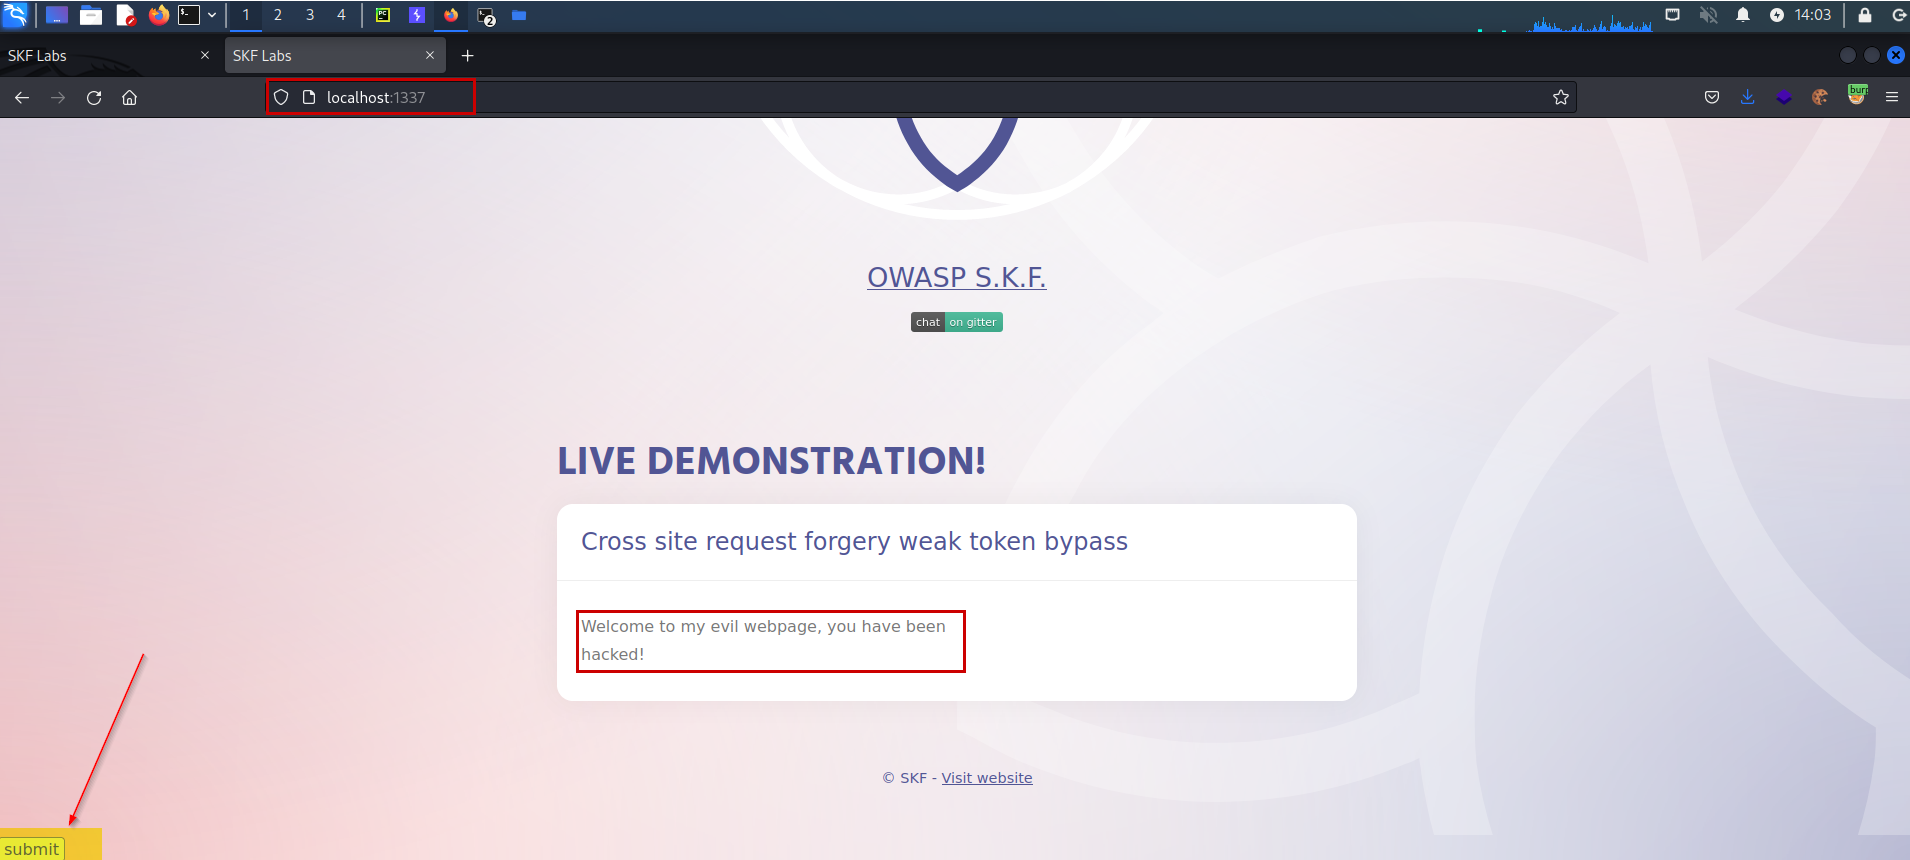 1 2 3 4 2 14:03
SKF Labs SKF Labs
localhost:1337
OWASP S.K.F.
chat on gitter
LIVE DEMONSTRATION!
Cross site request forgery weak token bypass
Welcome to my evil webpage, you have been
hacked!
© SKF - Visit website
submit